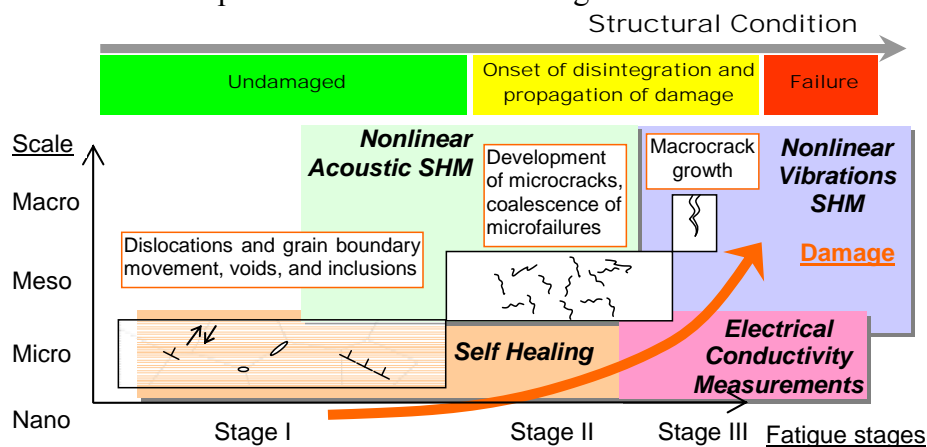 Structural Condition
Undamaged
Onset of disintegration and
propagation of damage
Failure
Scale
Macro
Meso
Micro
Nano
Nonlinear
Acoustic SHM
Development
of microcracks,
coalescence of
microfailures
Macrocrack
growth
Nonlinear
Vibrations
SHM
Dislocations and grain boundary
movement, voids, and inclusions
Damage
Self Healing
Electrical
Conductivity
Measurements
Stage I
Stage II
Stage III
Fatigue stages